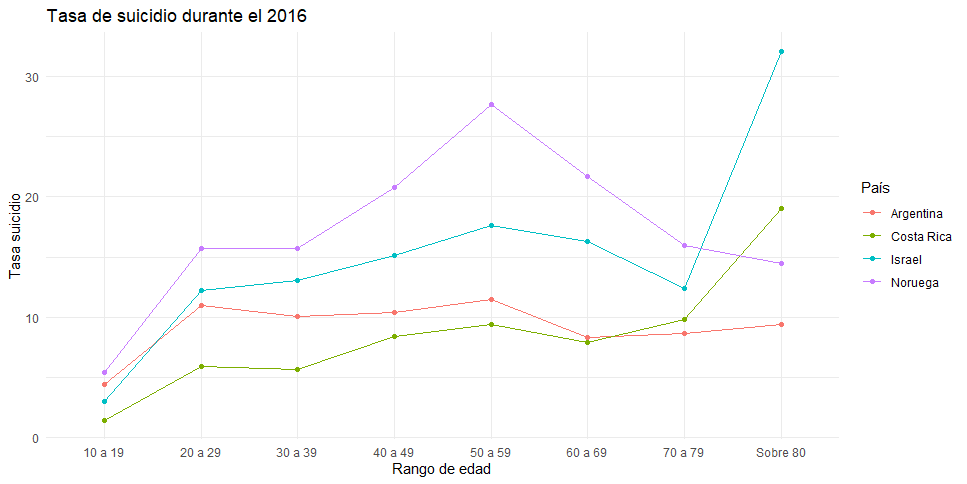 Tasa de suicidio durante el 2016
Tasa suicidio
30
20
10
0
10 a 19 20 a 29 30 a 39 40 a 49 50 a 59 60 a 69 70 a 79 Sobre 80
Rango de edad
País
Argentina
Costa Rica
Israel
Noruega